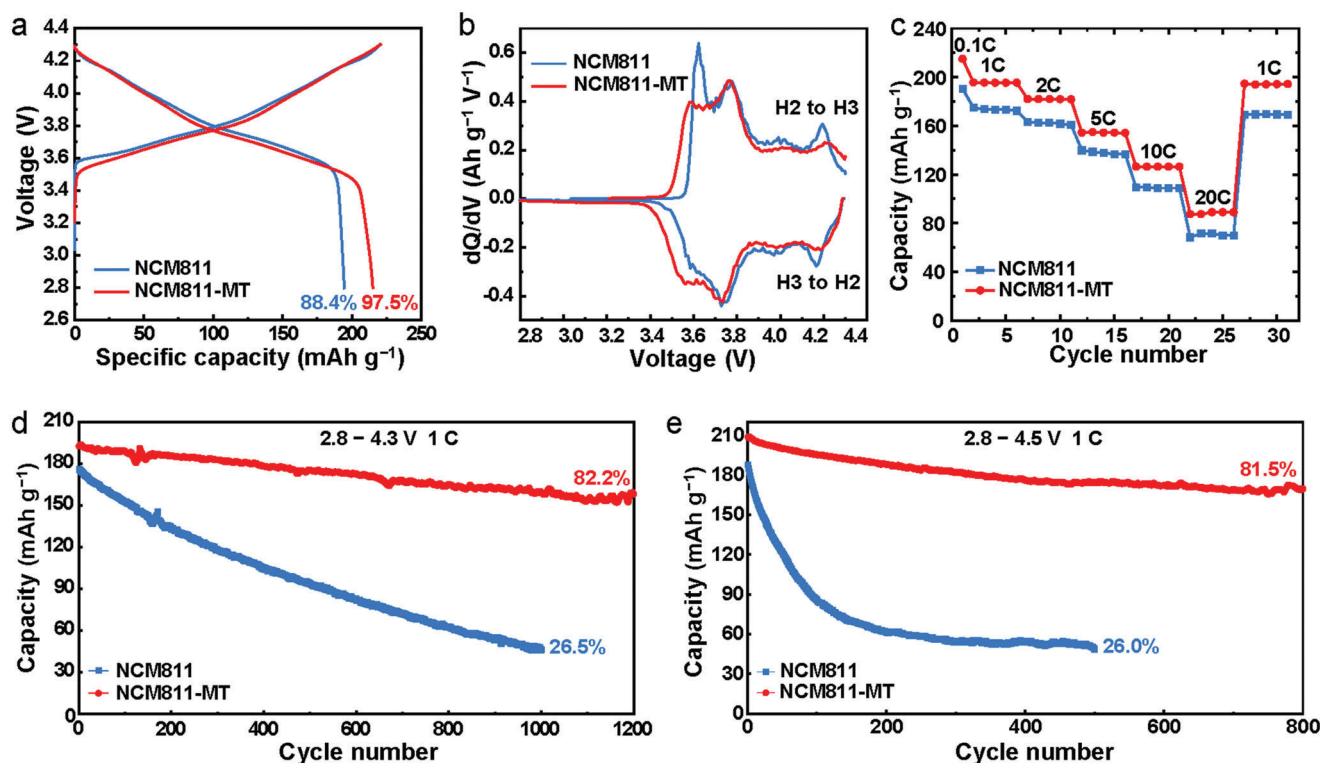 a
4.4
4.2
4.0
3.8
3.6
3.4
3.2
3.0
2.8
2.6
Voltage (V)
NCM811
NCM811-MT
88.4% 97.5%
0 50 100 150 200 250
Specific capacity (mAh g⁻¹)
b
0.6
0.4
0.2
0.0
-0.2
-0.4
dQ/dV (Ah g⁻¹ V⁻¹)
NCM811
NCM811-MT
H2 to H3
H3 to H2
2.8 3.0 3.2 3.4 3.6 3.8 4.0 4.2 4.4
Voltage (V)
c
240
200
160
120
80
40
0
Capacity (mAh g⁻¹)
0.1C
1C
2C
5C
10C
20C
1C
NCM811
NCM811-MT
0 5 10 15 20 25 30
Cycle number
d
210
180
150
120
90
60
30
0
Capacity (mAh g⁻¹)
2.8 – 4.3 V 1 C
82.2%
26.5%
NCM811
NCM811-MT
0 200 400 600 800 1000 1200
Cycle number
e
240
210
180
150
120
90
60
30
0
Capacity (mAh g⁻¹)
2.8 – 4.5 V 1 C
81.5%
26.0%
NCM811
NCM811-MT
0 200 400 600 800
Cycle number